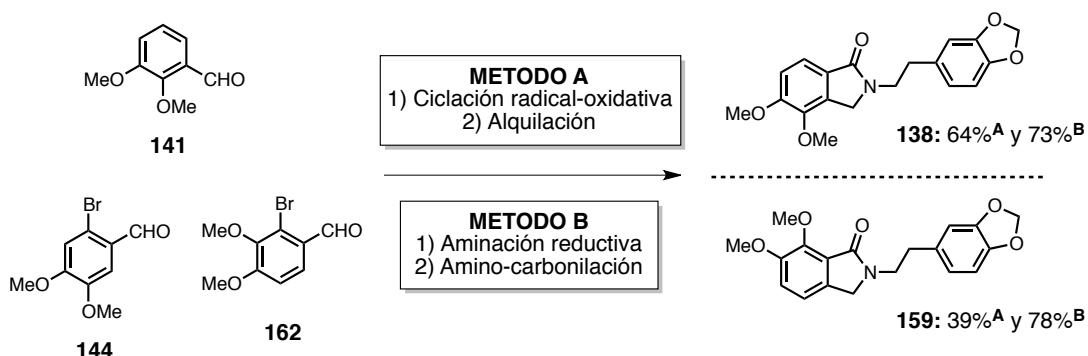 MeO
OMe
CHO
141
Br
CHO
MeO
OMe
144
MeO
Br
CHO
MeO
162
METODO A
1) Ciclación radical-oxidativa
2) Alquilación
METODO B
1) Aminación reductiva
2) Amino-carbonilación
O
N
O
O
MeO
OMe
138: 64%ᴬ y 73%ᴮ
MeO
MeO
O
N
O
O
159: 39%ᴬ y 78%ᴮ